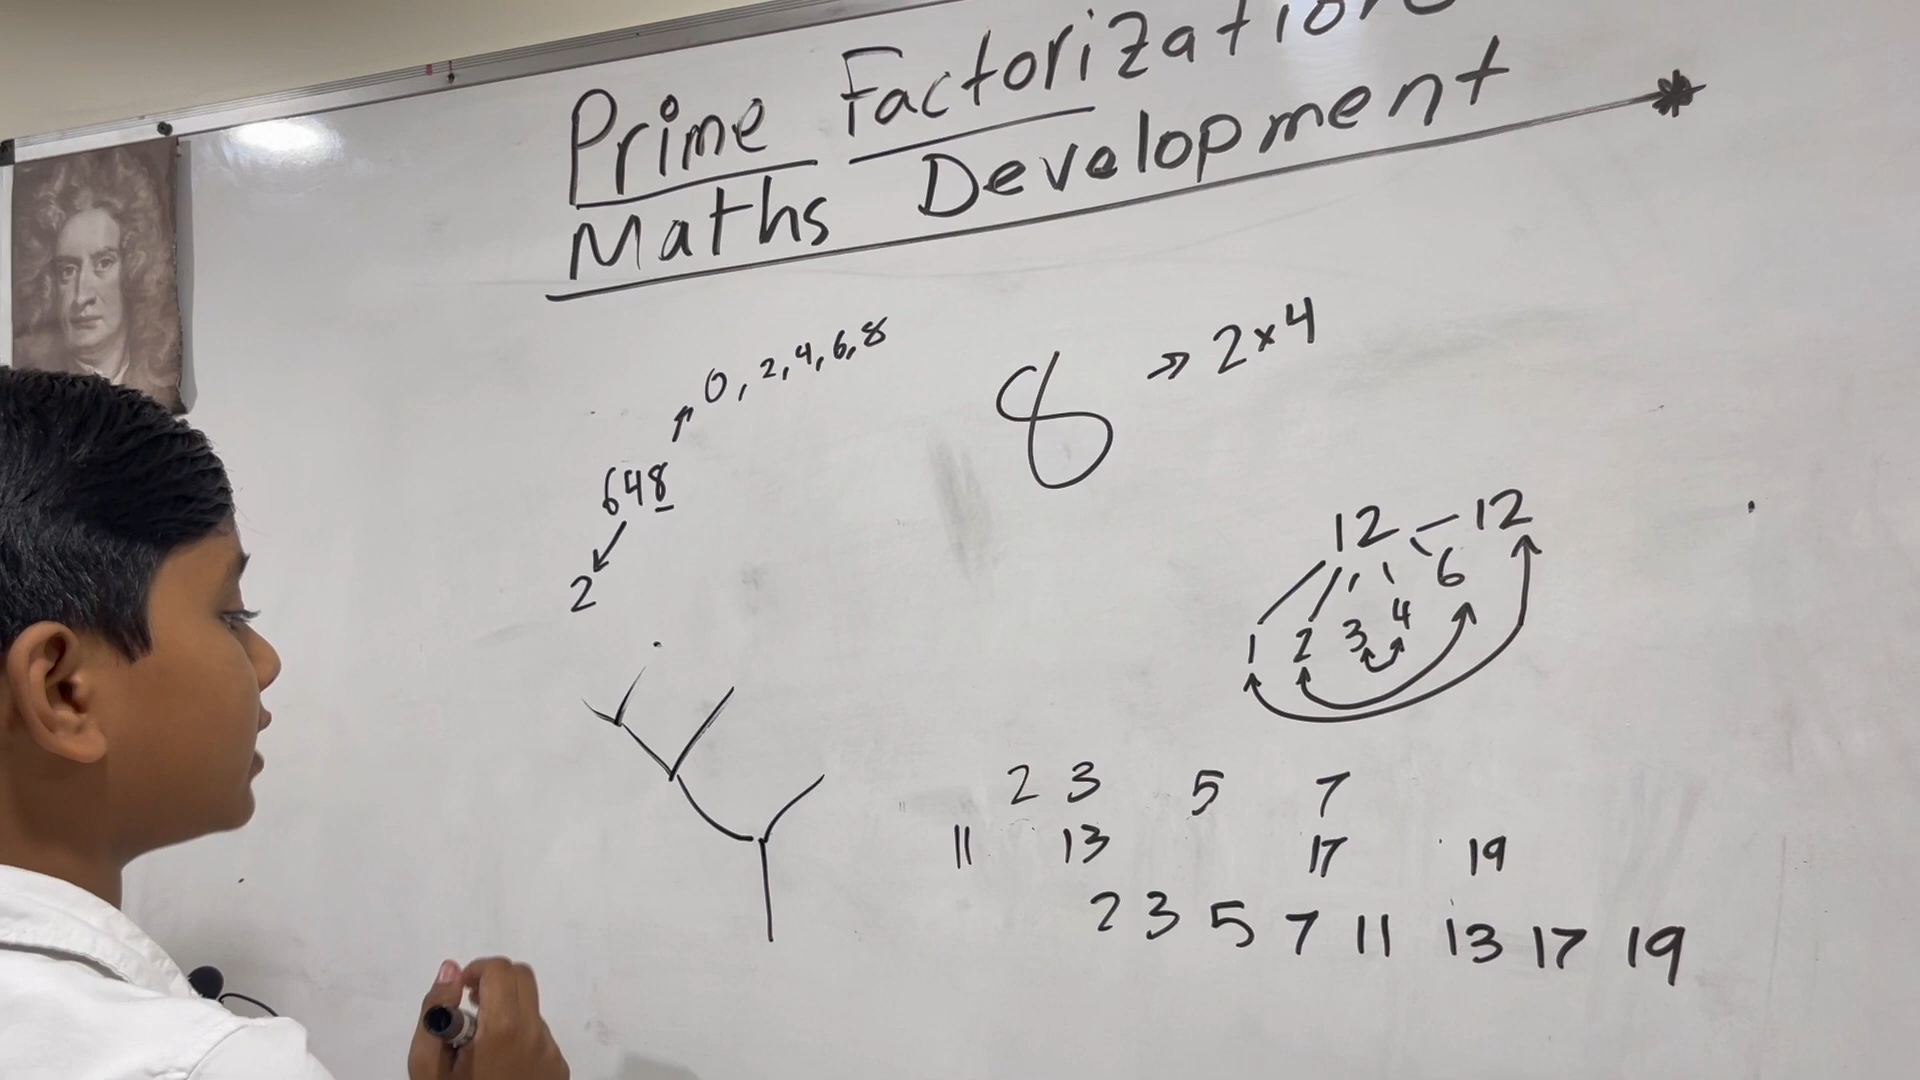 Prime Factorization
Maths Development *
0, 2, 4, 6, 8
648
2
8 » 2×4
12 12
1 2 3 4 6
2 3 5 7
11 13 17 19
2 3 5 7 11 13 17 19